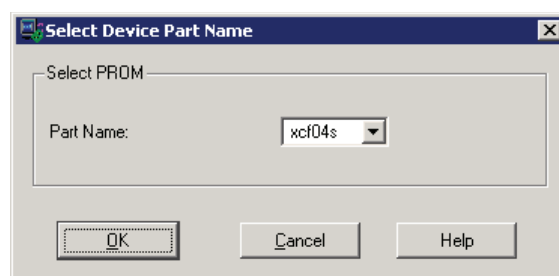 Select Device Part Name
Select PROM
Part Name: xcf04s
OK Cancel Help